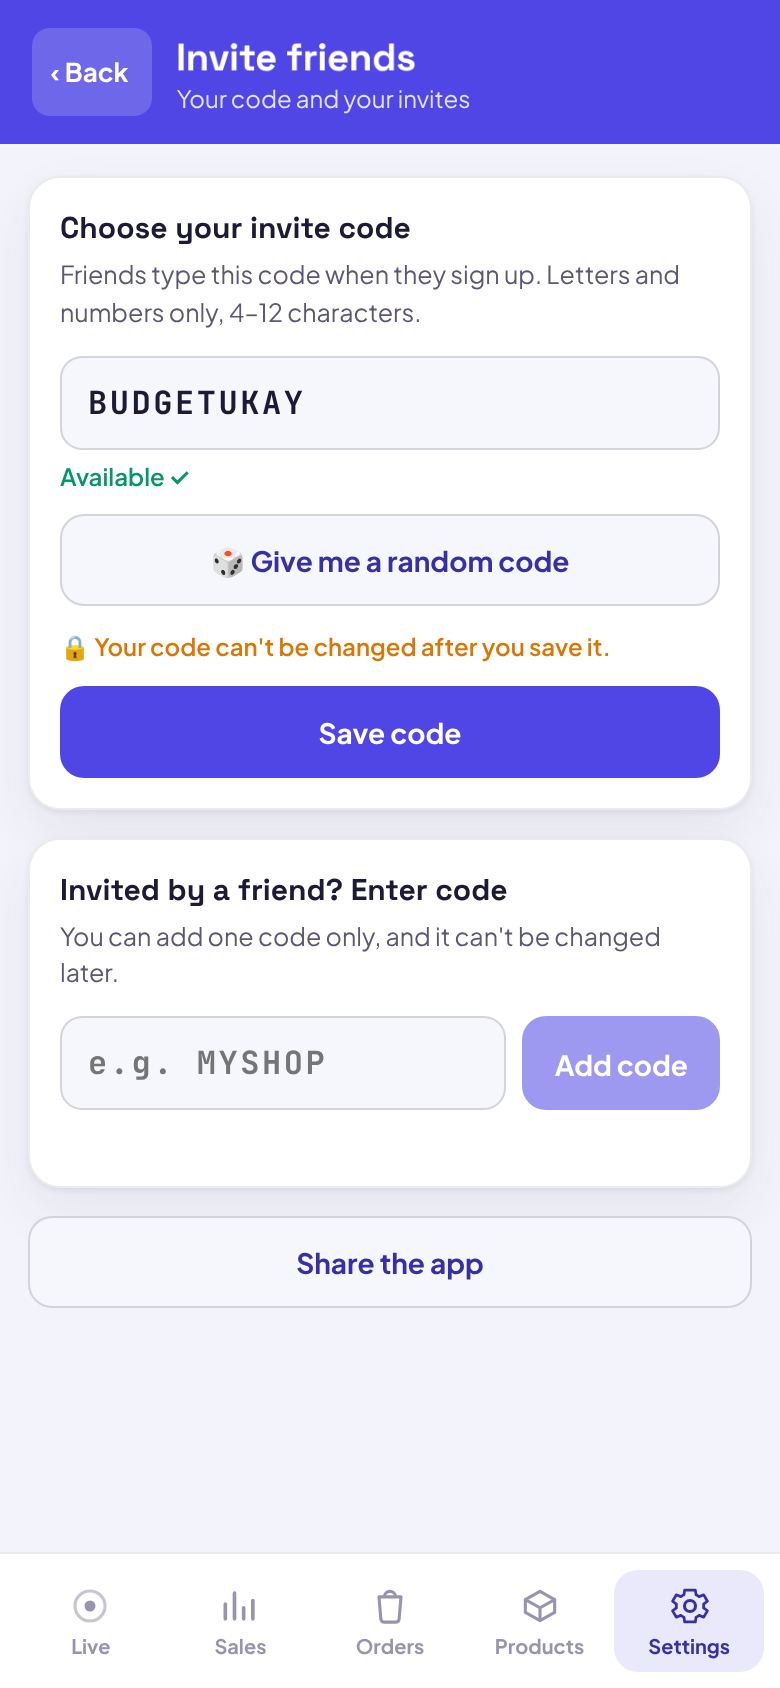 ‹ Back
Invite friends
Your code and your invites
Choose your invite code
Friends type this code when they sign up. Letters and
numbers only, 4–12 characters.
BUDGETUKAY
Available ✓
🎲 Give me a random code
🔒 Your code can't be changed after you save it.
Save code
Invited by a friend? Enter code
You can add one code only, and it can't be changed
later.
e.g. MYSHOP
Add code
Share the app
Live
Sales
Orders
Products
Settings